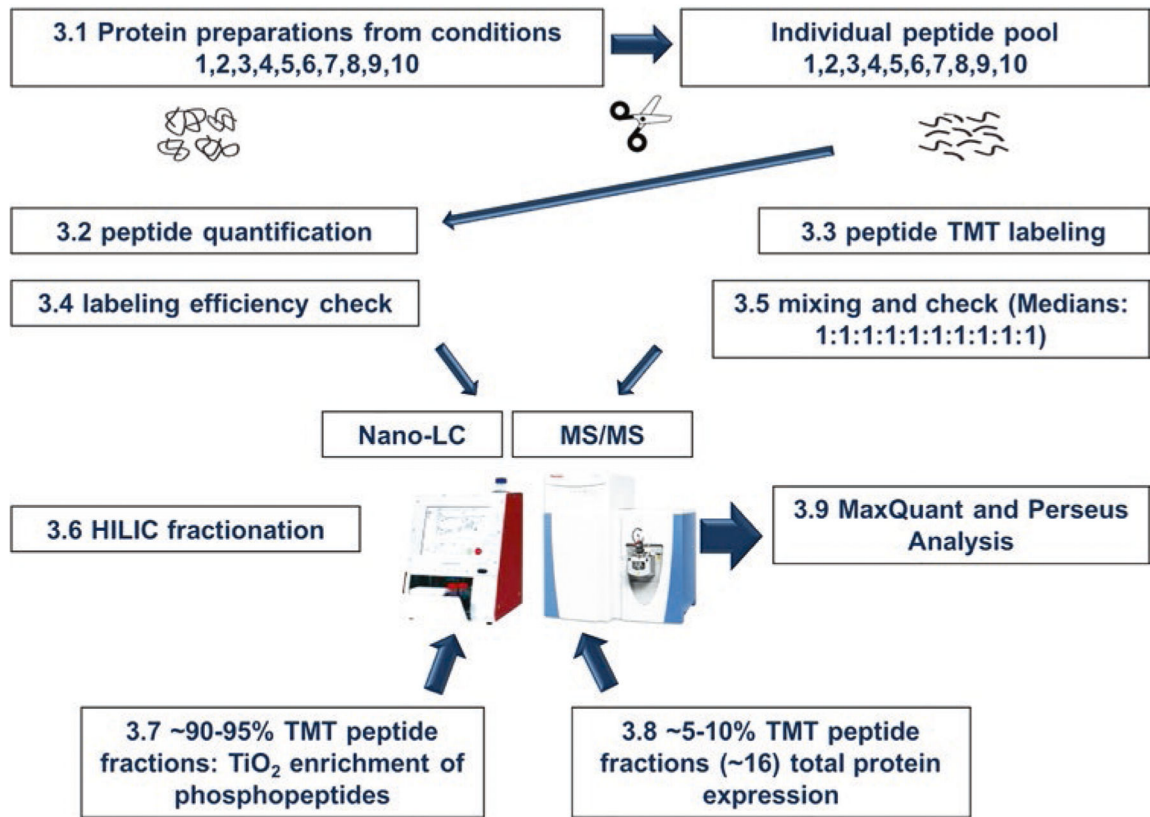 3.1 Protein preparations from conditions
1,2,3,4,5,6,7,8,9,10
Individual peptide pool
1,2,3,4,5,6,7,8,9,10
3.2 peptide quantification
3.3 peptide TMT labeling
3.4 labeling efficiency check
3.5 mixing and check (Medians:
1:1:1:1:1:1:1:1:1:1)
Nano-LC
MS/MS
3.6 HILIC fractionation
3.9 MaxQuant and Perseus
Analysis
3.7 ~90-95% TMT peptide
fractions: TiO₂ enrichment of
phosphopeptides
3.8 ~5-10% TMT peptide
fractions (~16) total protein
expression